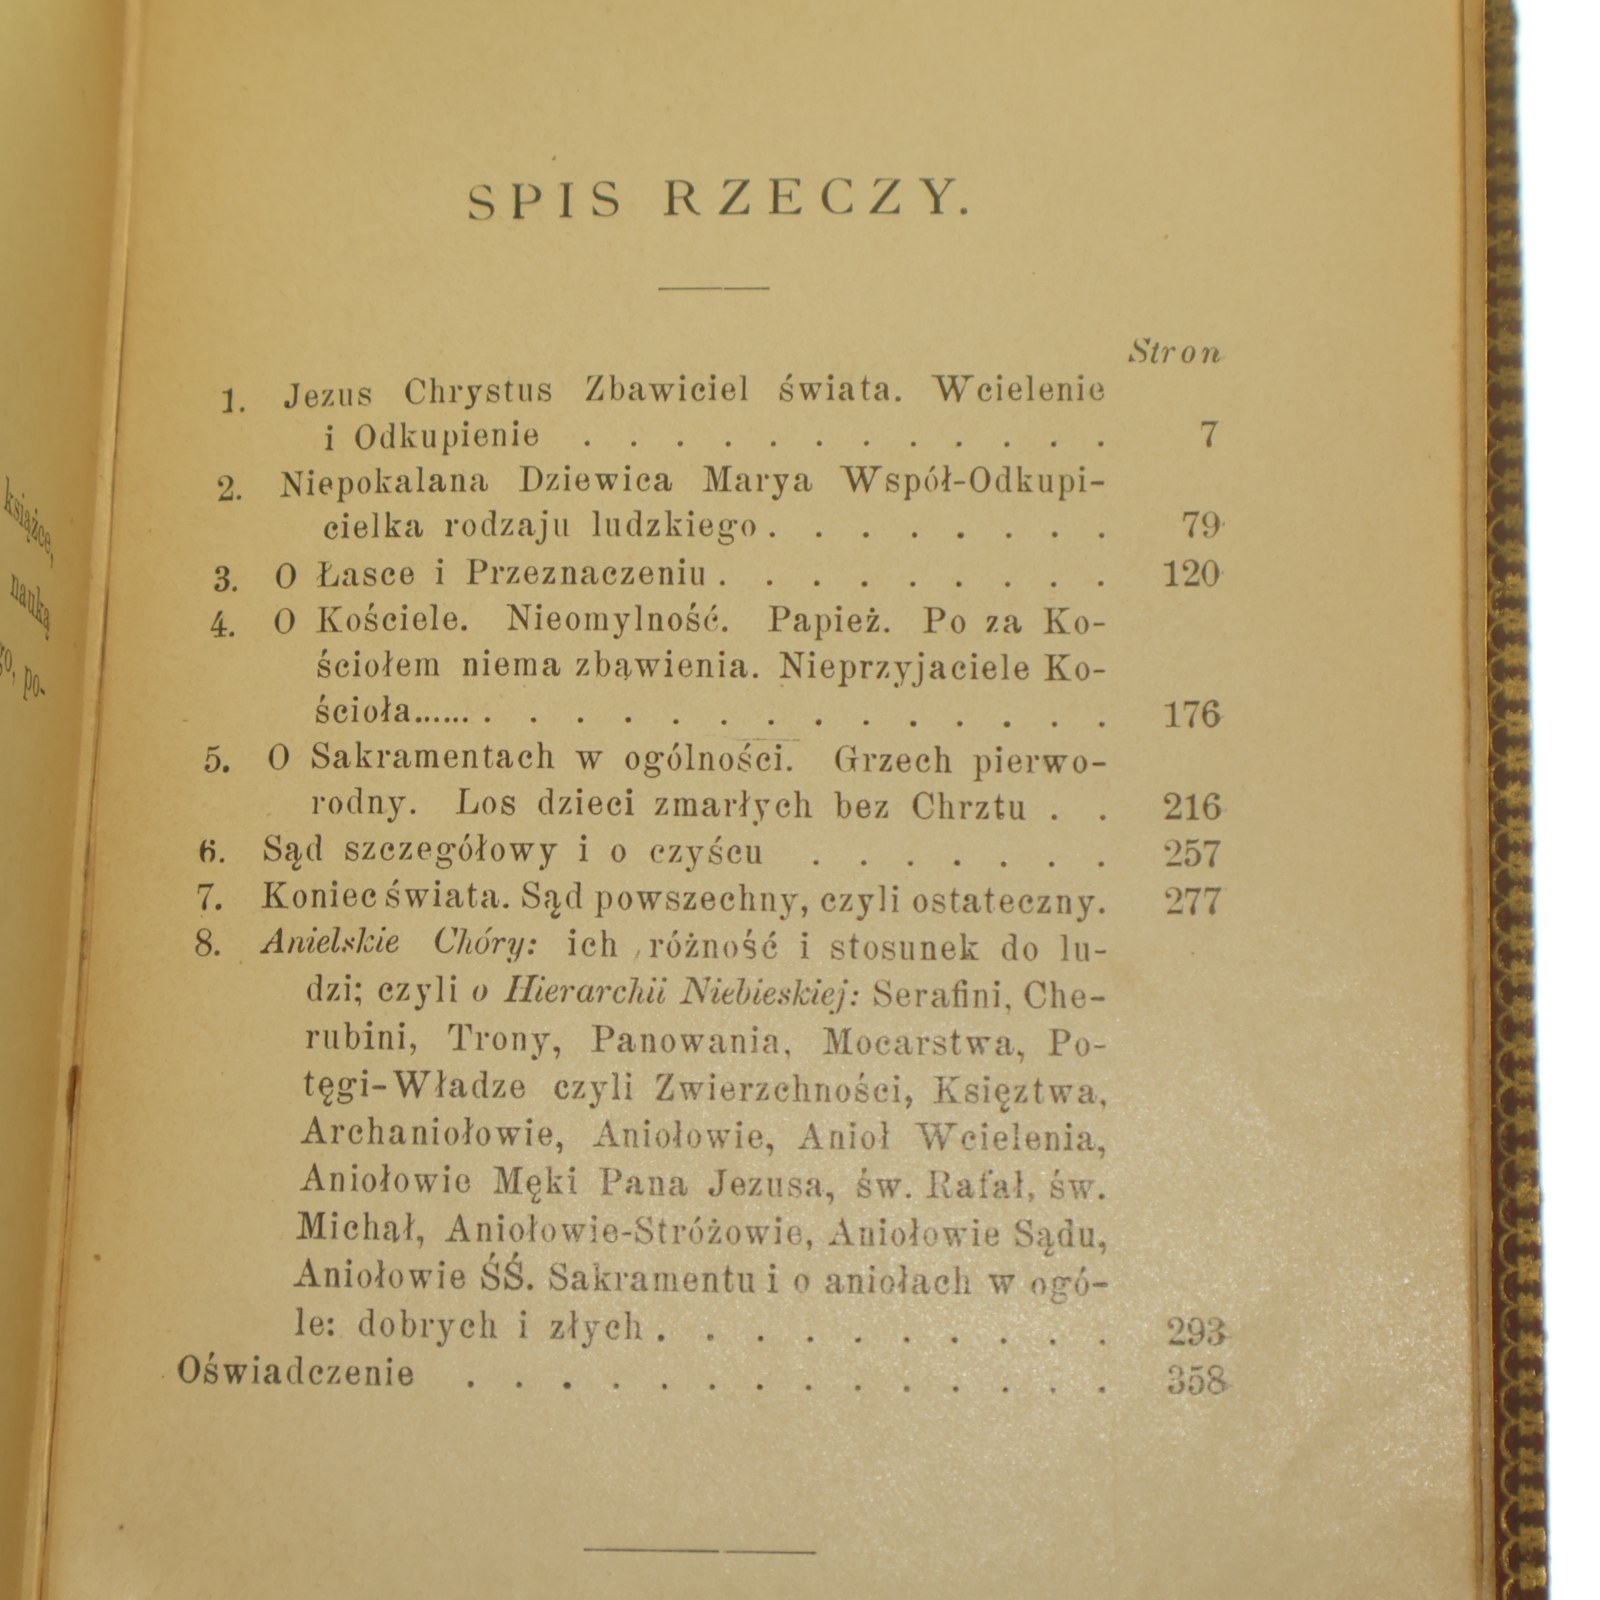 SPIS RZECZY.
Stron
1. Jezus Chrystus Zbawiciel świata. Wcielenie
i Odkupienie . . . . . . . . . . . . 7
2. Niepokalana Dziewica Marya Współ-Odkupi-
cielka rodzaju ludzkiego . . . . . . . . 79
3. O Łasce i Przeznaczeniu . . . . . . . . . 120
4. O Kościele. Nieomylność. Papież. Po za Ko-
ściołem niema zbawienia. Nieprzyjaciele Ko-
ścioła...... . . . . . . . . . . . . . . 176
5. O Sakramentach w ogólności. Grzech pierwo-
rodny. Los dzieci zmarłych bez Chrztu . . 216
6. Sąd szczegółowy i o czyścu . . . . . . . 257
7. Koniec świata. Sąd powszechny, czyli ostateczny. 277
8. Anielskie Chóry: ich różność i stosunek do lu-
dzi; czyli o Hierarchii Niebieskiej: Serafini, Che-
rubini, Trony, Panowania, Mocarstwa, Po-
tęgi-Władze czyli Zwierzchności, Księztwa,
Archaniołowie, Aniołowie, Anioł Wcielenia,
Aniołowie Męki Pana Jezusa, św. Rafał, św.
Michał, Aniołowie-Stróżowie, Aniołowie Sądu,
Aniołowie ŚŚ. Sakramentu i o aniołach w ogó-
le: dobrych i złych . . . . . . . . . . 293
Oświadczenie . . . . . . . . . . . . . . 358
książce,
nauką
po-